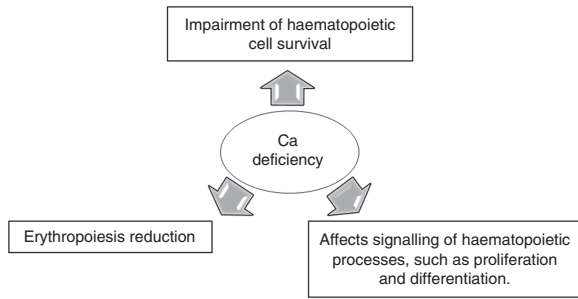 Impairment of haematopoietic
cell survival
Ca
deficiency
Erythropoiesis reduction
Affects signalling of haematopoietic
processes, such as proliferation
and differentiation.